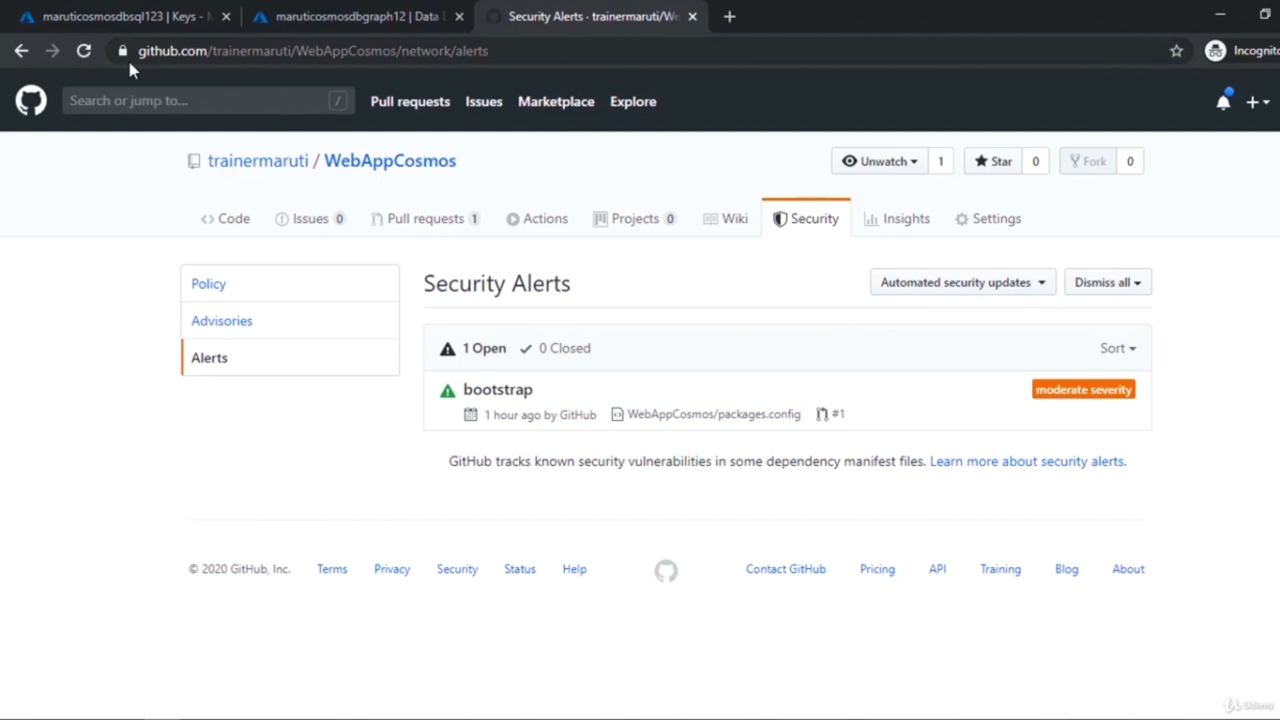 maruticosmosdbsql123 | Keys - M
maruticosmosdbgraph12 | Data E
Security Alerts · trainermaruti/We
github.com/trainermaruti/WebAppCosmos/network/alerts
Incognito
Search or jump to...
/
Pull requests
Issues
Marketplace
Explore
trainermaruti / WebAppCosmos
Unwatch 1
Star 0
Fork 0
Code
Issues 0
Pull requests 1
Actions
Projects 0
Wiki
Security
Insights
Settings
Policy
Advisories
Alerts
Security Alerts
Automated security updates
Dismiss all
1 Open
0 Closed
Sort
bootstrap
moderate severity
1 hour ago by GitHub
WebAppCosmos/packages.config
#1
GitHub tracks known security vulnerabilities in some dependency manifest files. Learn more about security alerts.
© 2020 GitHub, Inc.
Terms
Privacy
Security
Status
Help
Contact GitHub
Pricing
API
Training
Blog
About
Udemy